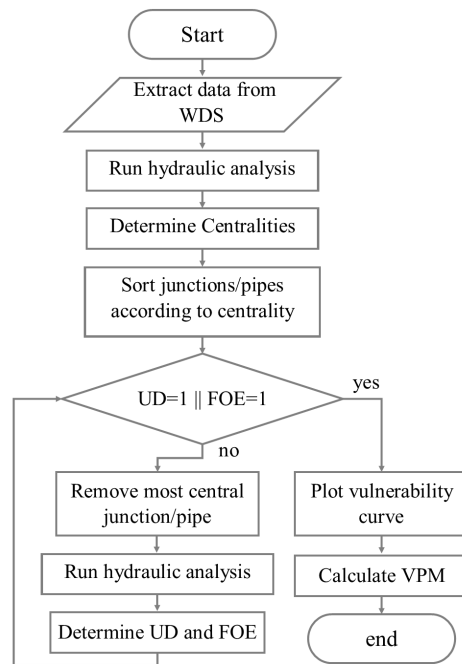 Start
Extract data from
WDS
Run hydraulic analysis
Determine Centralities
Sort junctions/pipes
according to centrality
UD=1 || FOE=1
yes
no
Remove most central
junction/pipe
Run hydraulic analysis
Determine UD and FOE
Plot vulnerability
curve
Calculate VPM
end